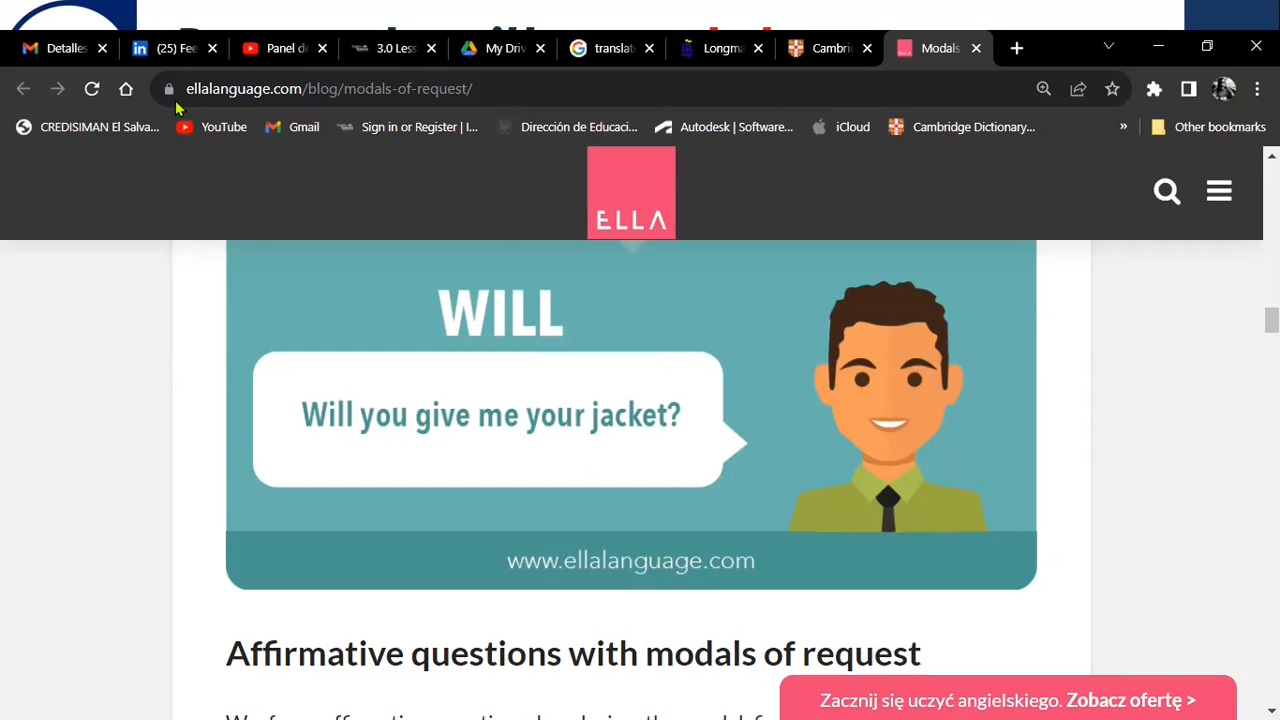 Detalles
(25) Fee
Panel de
3.0 Less
My Driv
translat
Longma
Cambri
Modals
ellalanguage.com/blog/modals-of-request/
CREDISIMAN El Salva...
YouTube
Gmail
Sign in or Register | I...
Dirección de Educaci...
Autodesk | Software...
iCloud
Cambridge Dictionary...
»
Other bookmarks
ELLA
WILL
Will you give me your jacket?
www.ellalanguage.com
Affirmative questions with modals of request
Zacznij się uczyć angielskiego. Zobacz ofertę >